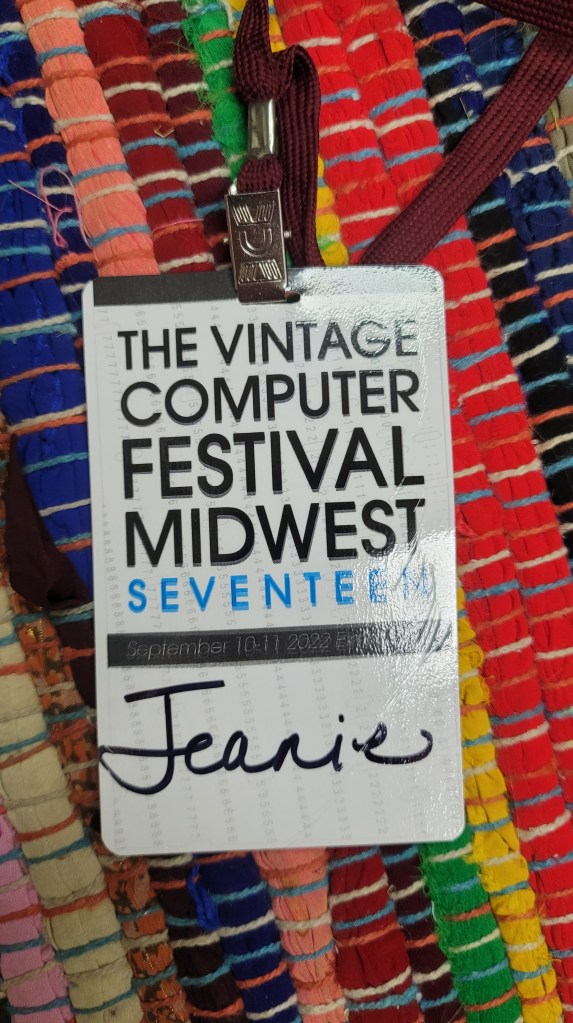 THE VINTAGE
COMPUTER
FESTIVAL
MIDWEST
SEVENTEEN
September 10-11 2022
Jeanie